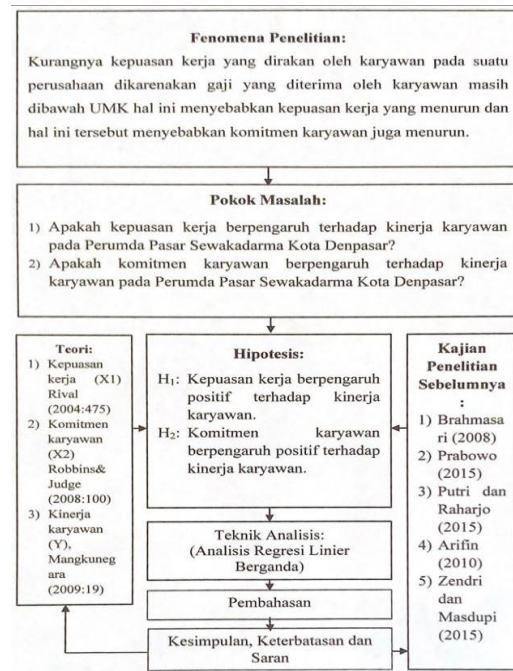 Fenomena Penelitian:
Kurangnya kepuasan kerja yang dirakan oleh karyawan pada suatu
perusahaan dikarenakan gaji yang diterima oleh karyawan masih
dibawah UMK hal ini menyebabkan kepuasan kerja yang menurun dan
hal ini tersebut menyebabkan komitmen karyawan juga menurun.
Pokok Masalah:
1) Apakah kepuasan kerja berpengaruh terhadap kinerja karyawan
pada Perumda Pasar Sewakadarma Kota Denpasar?
2) Apakah komitmen karyawan berpengaruh terhadap kinerja
karyawan pada Perumda Pasar Sewakadarma Kota Denpasar?
Teori:
1) Kepuasan
kerja (X1)
Rival
(2004:475)
2) Komitmen
karyawan
(X2)
Robbins&
Judge
(2008:100)
3) Kinerja
karyawan
(Y),
Mangkuneg
ara
(2009:19)
Hipotesis:
H1: Kepuasan kerja berpengaruh
positif terhadap kinerja
karyawan.
H2: Komitmen karyawan
berpengaruh positif terhadap
kinerja karyawan.
Kajian
Penelitian
Sebelumnya
:
1) Brahmasa
ri (2008)
2) Prabowo
(2015)
3) Putri dan
Raharjo
(2015)
4) Arifin
(2010)
5) Zendri
dan
Masdupi
(2015)
Teknik Analisis:
(Analisis Regresi Linier
Berganda)
Pembahasan
Kesimpulan, Keterbatasan dan
Saran